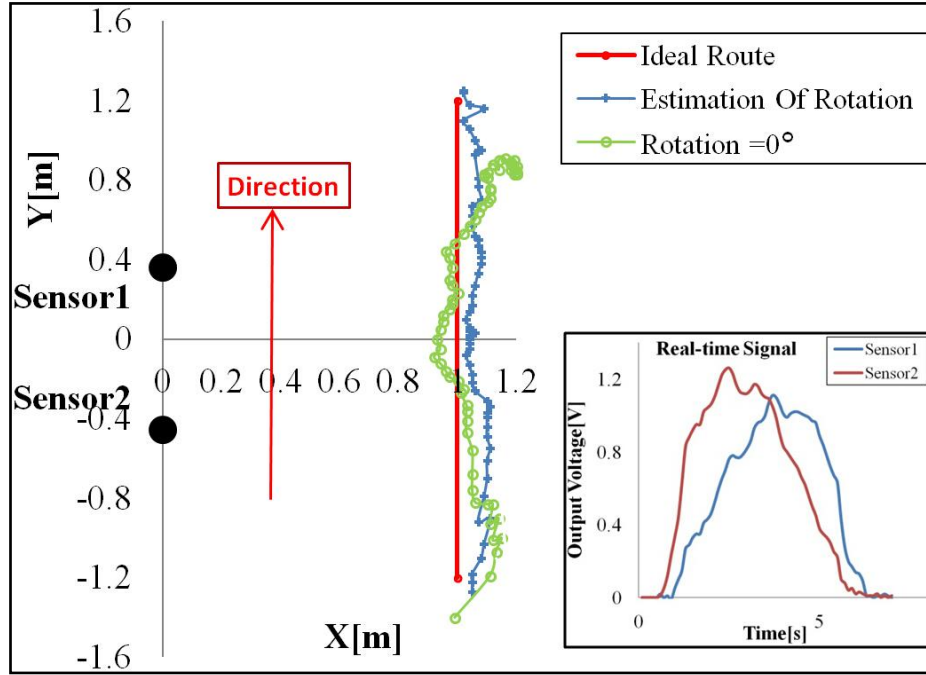 1.6
Ideal Route
1.2
Estimation Of Rotation
Rotation =0°
Y[m]
0.8
Direction
0.4
Sensor1
0
0 0.2 0.4 0.6 0.8 1 1.2
Sensor2
-0.4
-0.8
-1.2
X[m]
-1.6
Real-time Signal
Sensor1
Sensor2
Output Voltage[V]
1.2
0.8
0.4
0
0 5
Time[s]